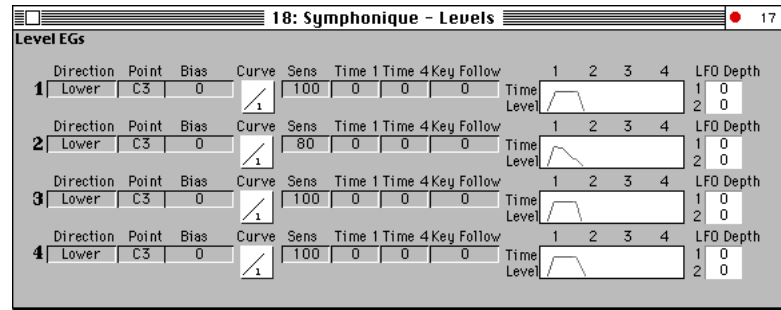 18: Symphonique - Levels 17
Level EGs
Direction Point Bias Curve Sens Time 1 Time 4 Key Follow 1 2 3 4 LFO Depth
1 Lower C3 0 1 100 0 0 0 Time 1 0
Level 2 0
Direction Point Bias Curve Sens Time 1 Time 4 Key Follow 1 2 3 4 LFO Depth
2 Lower C3 0 1 80 0 0 0 Time 1 0
Level 2 0
Direction Point Bias Curve Sens Time 1 Time 4 Key Follow 1 2 3 4 LFO Depth
3 Lower C3 0 1 100 0 0 0 Time 1 0
Level 2 0
Direction Point Bias Curve Sens Time 1 Time 4 Key Follow 1 2 3 4 LFO Depth
4 Lower C3 0 1 100 0 0 0 Time 1 0
Level 2 0